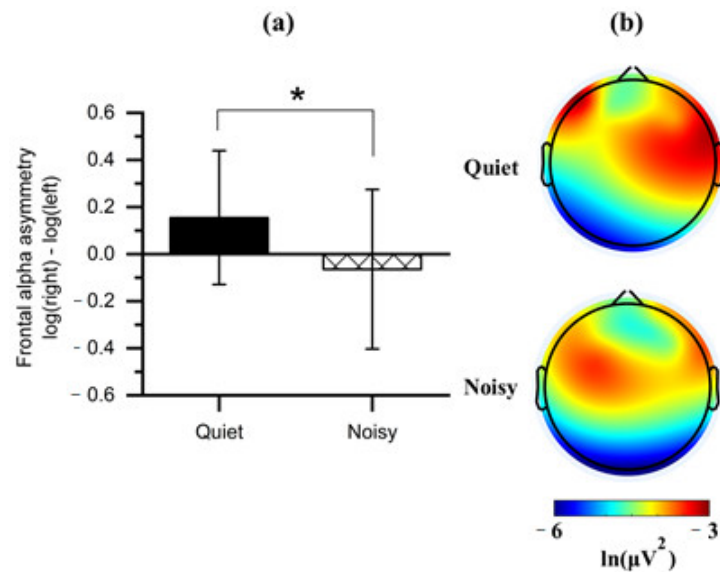 (a)
(b)
*
Frontal alpha asymmetry
log(right) - log(left)
0.6
0.4
0.2
0.0
- 0.2
- 0.4
- 0.6
Quiet
Noisy
Quiet
Noisy
- 6
- 3
ln(μV²)